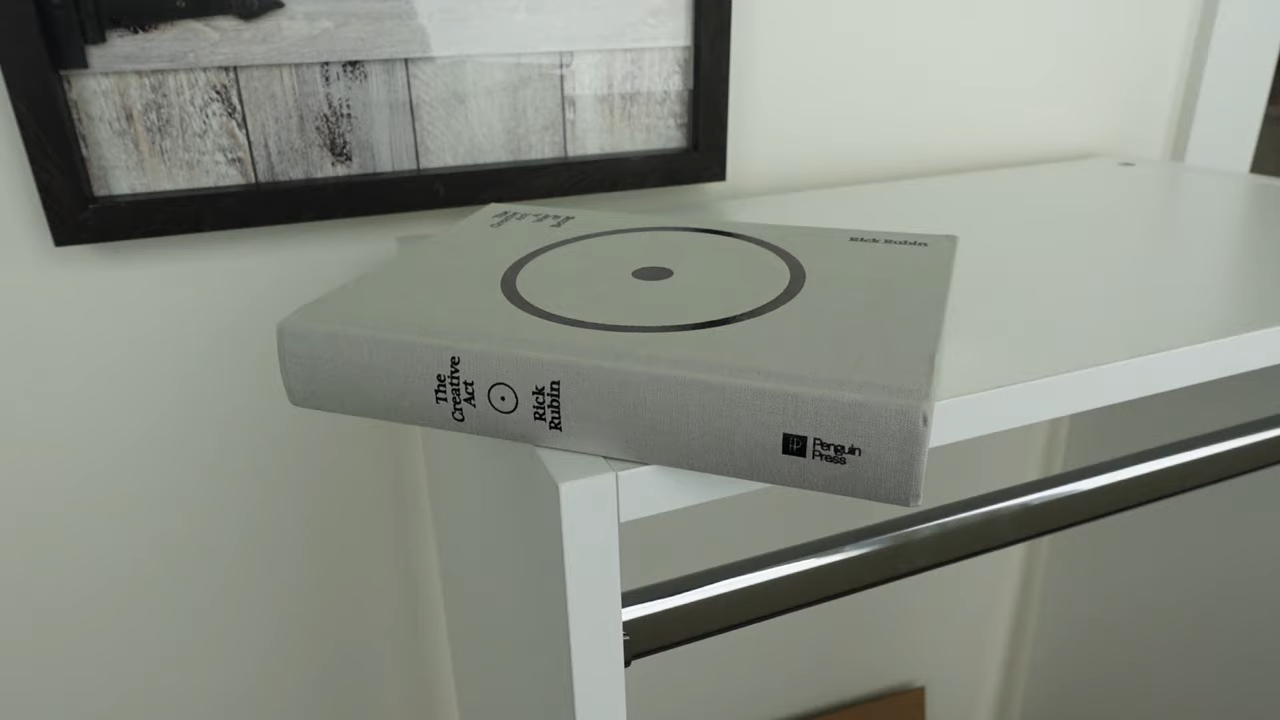 Rick Rubin
The
Creative
Act
Rick
Rubin
Penguin
Press